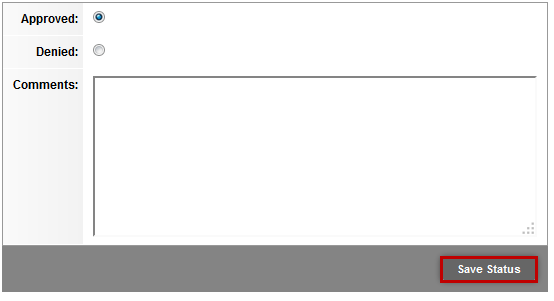 Approved:
Denied:
Comments:
Save Status